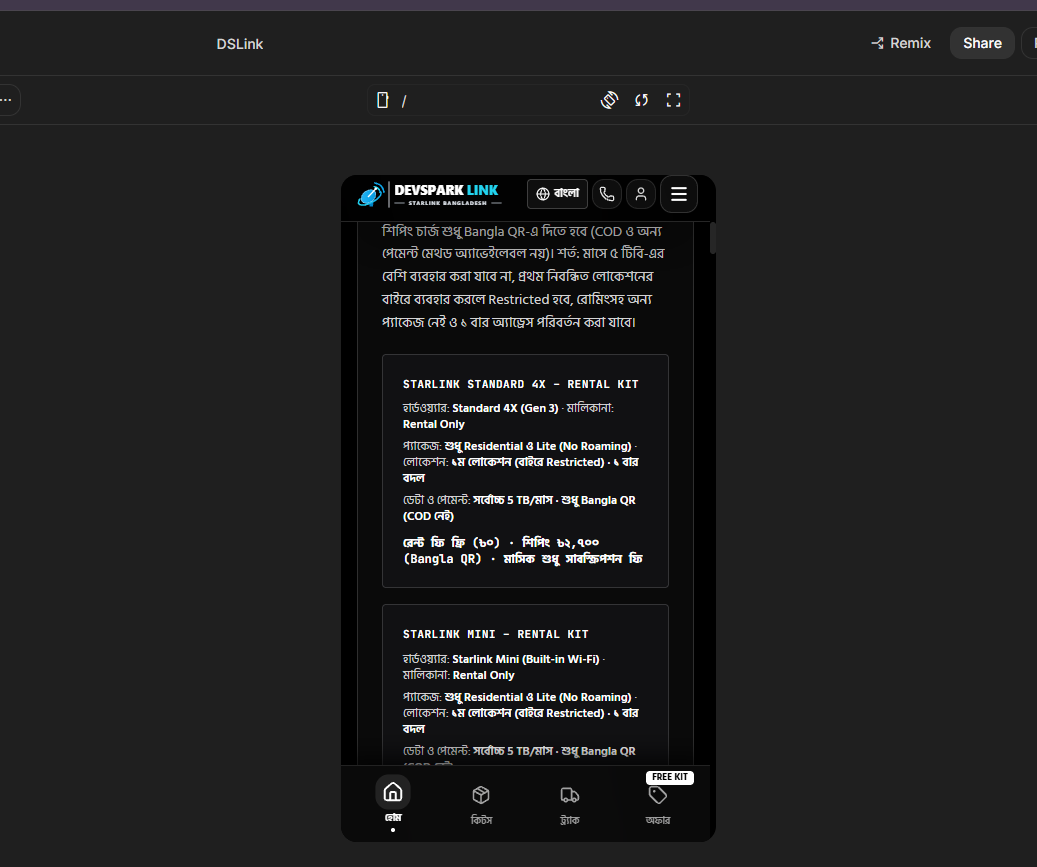 DSLink
Remix
Share
/
DEVSPARK LINK
STARLINK BANGLADESH
বাংলা
শিপিং চার্জ শুধু Bangla QR-এ দিতে হবে (COD ও অন্য
পেমেন্ট মেথড অ্যাভেইলেবল নয়)। শর্ত: মাসে ৫ টিবি-এর
বেশি ব্যবহার করা যাবে না, প্রথম নিবন্ধিত লোকেশনের
বাইরে ব্যবহার করলে Restricted হবে, রোমিংসহ অন্য
প্যাকেজ নেই ও ১ বার অ্যাড্রেস পরিবর্তন করা যাবে।
STARLINK STANDARD 4X – RENTAL KIT
হার্ডওয়্যার: Standard 4X (Gen 3) · মালিকানা:
Rental Only
প্যাকেজ: শুধু Residential ও Lite (No Roaming) ·
লোকেশন: ১ম লোকেশন (বাইরে Restricted) · ১ বার
বদল
ডেটা ও পেমেন্ট: সর্বোচ্চ 5 TB/মাস · শুধু Bangla QR
(COD নেই)
রেন্ট ফি ফ্রি (৳০) · শিপিং ৳২,৭০০
(Bangla QR) · মাসিক শুধু সাবস্ক্রিপশন ফি
STARLINK MINI – RENTAL KIT
হার্ডওয়্যার: Starlink Mini (Built-in Wi-Fi) ·
মালিকানা: Rental Only
প্যাকেজ: শুধু Residential ও Lite (No Roaming) ·
লোকেশন: ১ম লোকেশন (বাইরে Restricted) · ১ বার
বদল
ডেটা ও পেমেন্ট: সর্বোচ্চ 5 TB/মাস · শুধু Bangla QR
FREE KIT
হোম
কিটস
ট্র্যাক
অফার